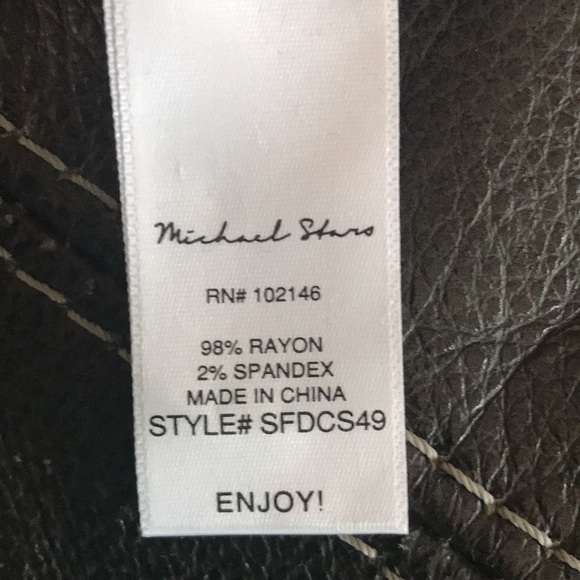 Michael Stars
RN# 102146
98% RAYON
2% SPANDEX
MADE IN CHINA
STYLE# SFDCS49
ENJOY!